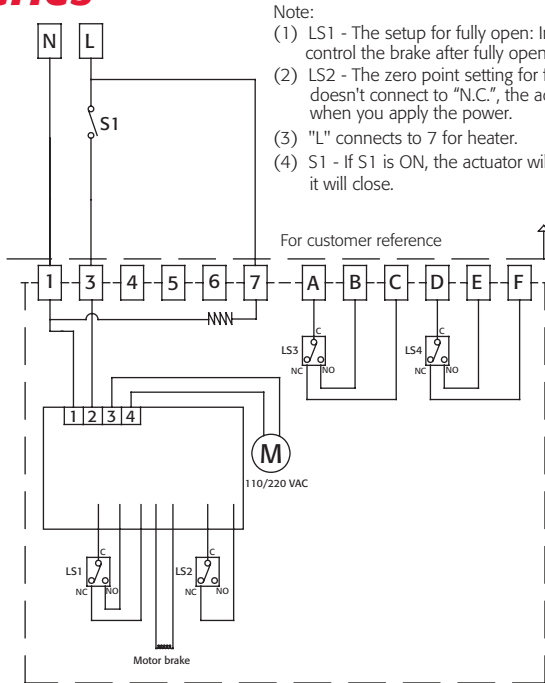 Note:
N L
(1) LS1 - The setup for fully open:
control the brake after fully open
(2) LS2 - The zero point setting for
doesn't connect to “N.C.”, the
when you apply the power.
(3) "L" connects to 7 for heater.
(4) S1 - If S1 is ON, the actuator
it will close.
S1
For customer reference
1 3 4 5 6 7 A B C D E F
C C
LS3 LS4
NC NO NC NO
1 2 3 4
M
110/220 VAC
C C
LS1 LS2
NC NO NC NO
Motor brake